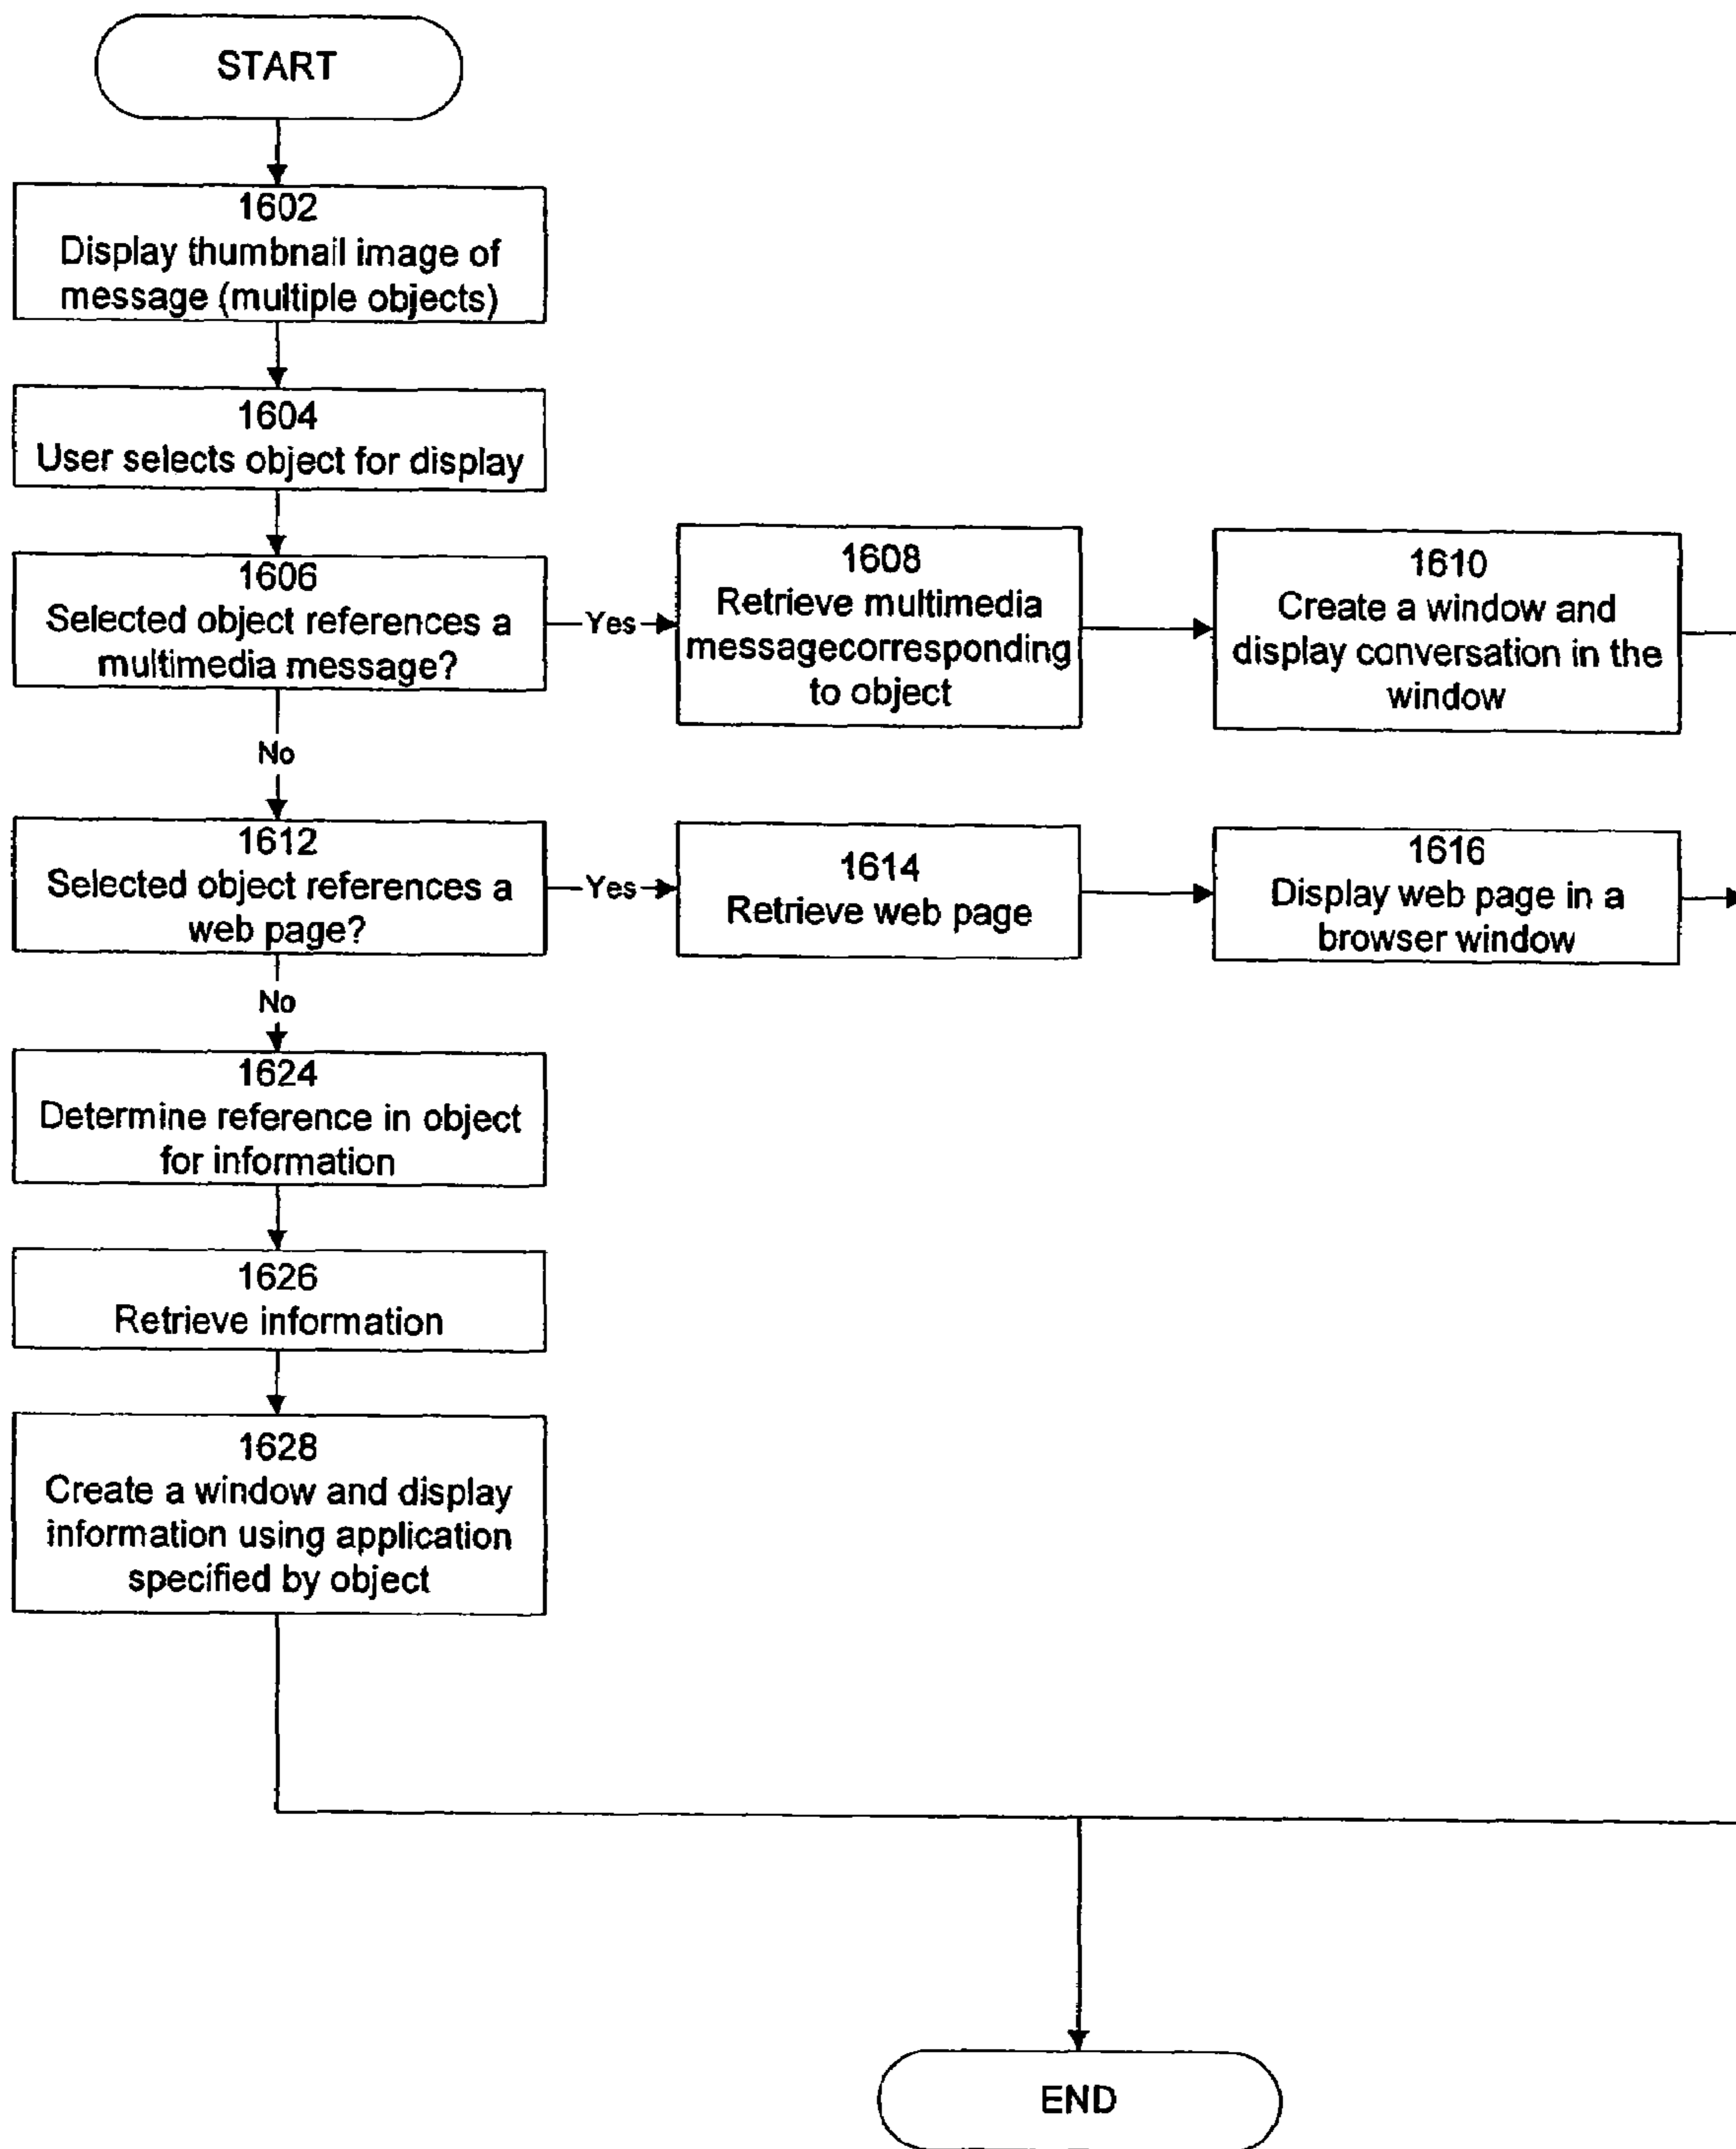 START
1602
Display thumbnail image of
message (multiple objects)
1604
User selects object for display
1606
Selected object references a
multimedia message?
Yes
1608
Retrieve multimedia
messagecorresponding
to object
1610
Create a window and
display conversation in the
window
No
1612
Selected object references a
web page?
Yes
1614
Retrieve web page
1616
Display web page in a
browser window
No
1624
Determine reference in object
for information
1626
Retrieve information
1628
Create a window and display
information using application
specified by object
END